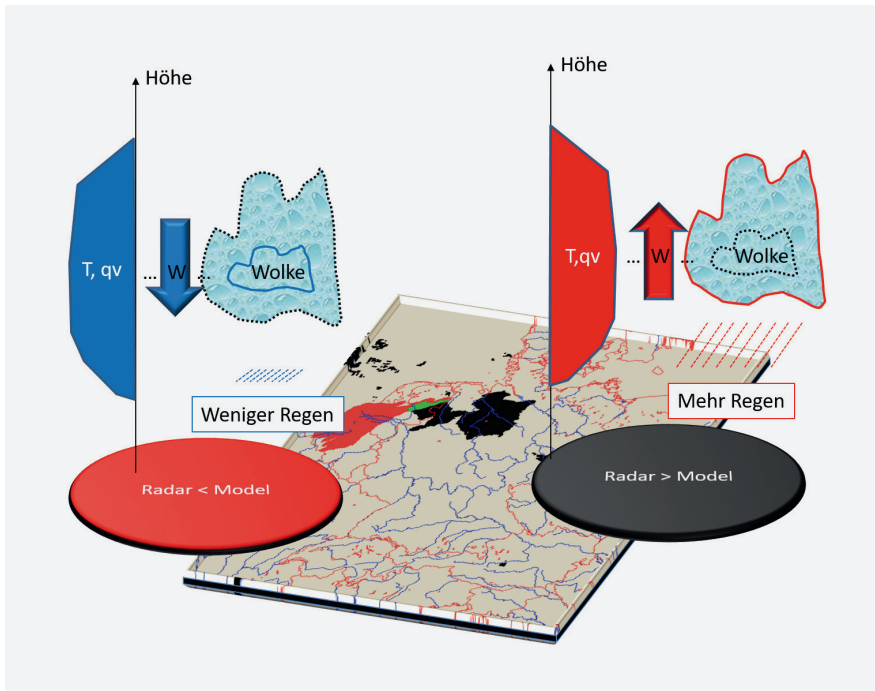 Höhe
T, qv
... W ...
Wolke
Weniger Regen
Radar < Model
Höhe
T,qv
... W ...
Wolke
Mehr Regen
Radar > Model